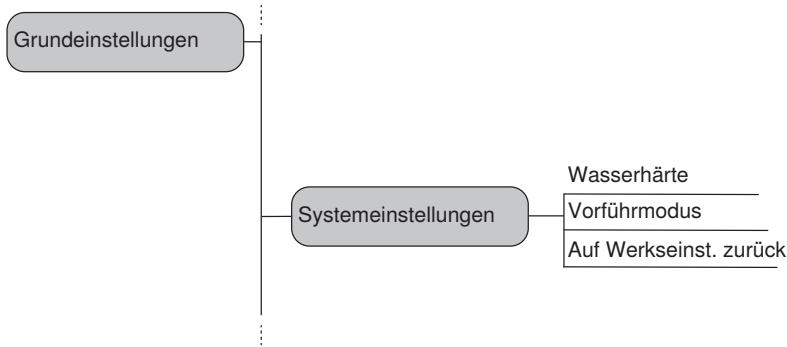 Grundeinstellungen
Systemeinstellungen
Wasserhärte
Vorführmodus
Auf Werkseinst. zurück